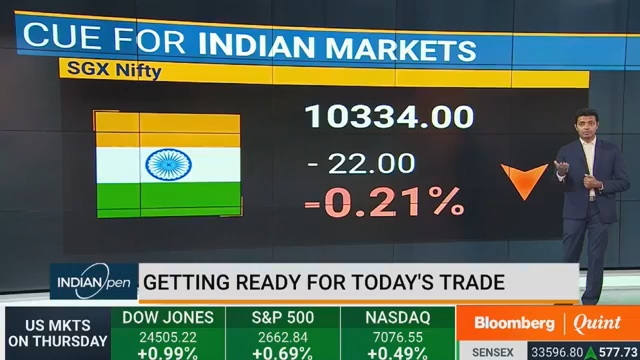 CUE FOR INDIAN MARKETS
SGX Nifty
10334.00
- 22.00
-0.21%
INDIAN Open
GETTING READY FOR TODAY'S TRADE
US MKTS
ON THURSDAY
DOW JONES
24505.22
+0.99%
S&P 500
2662.84
+0.69%
NASDAQ
7076.55
+0.49%
Bloomberg | Quint
SENSEX 33596.80 577.73